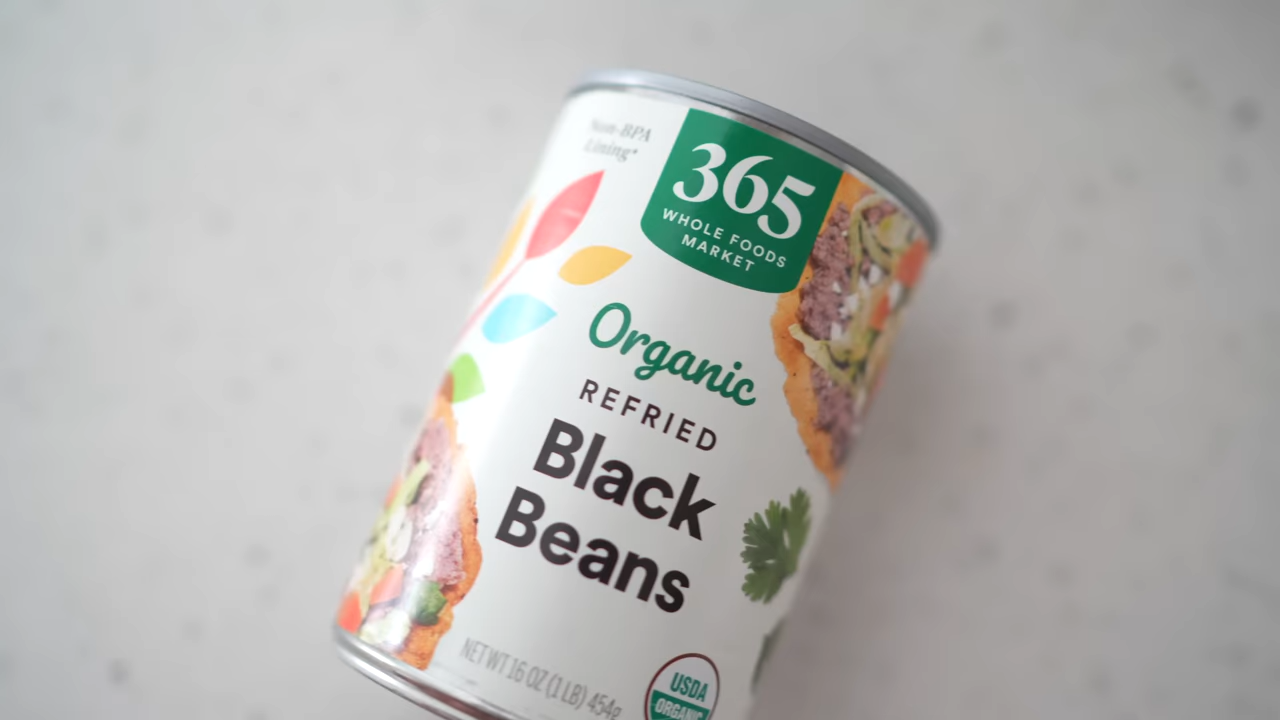 Non-BPA
Lining*
365
WHOLE FOODS
MARKET
Organic
REFRIED
Black
Beans
NET WT 16 OZ (1 LB) 454g
USDA
ORGANIC